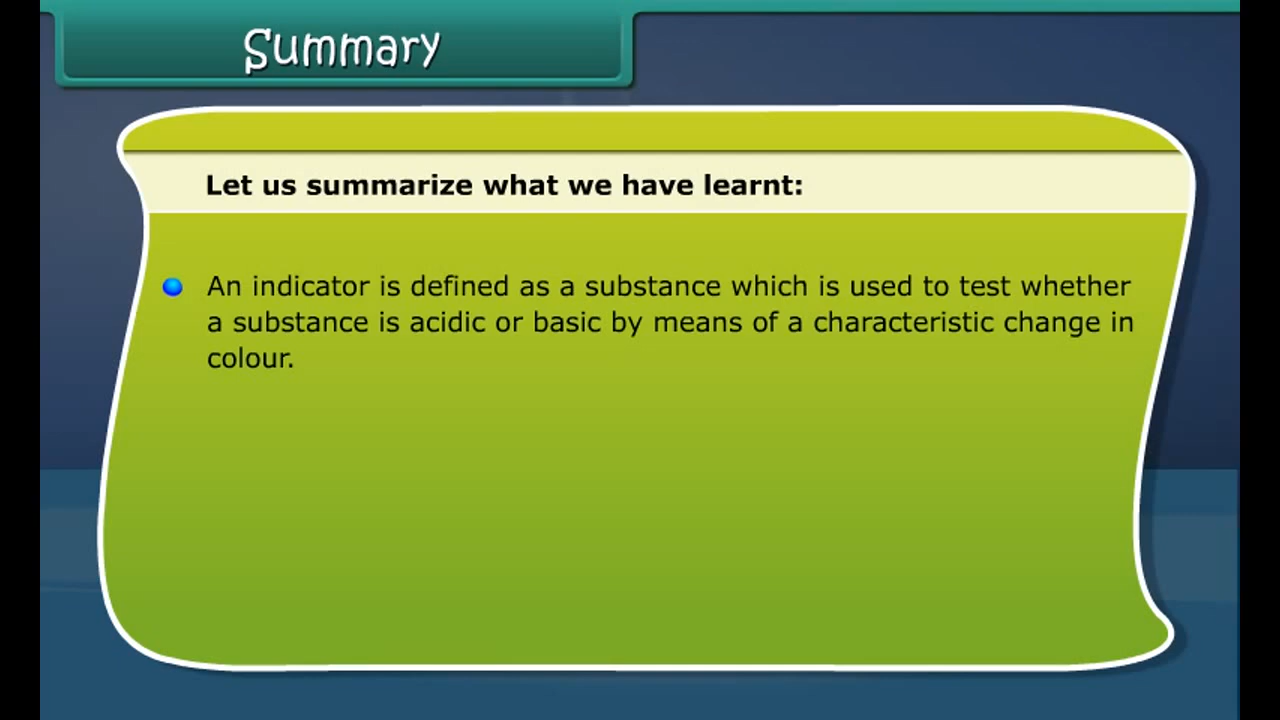 Summary
Let us summarize what we have learnt:
An indicator is defined as a substance which is used to test whether
a substance is acidic or basic by means of a characteristic change in
colour.